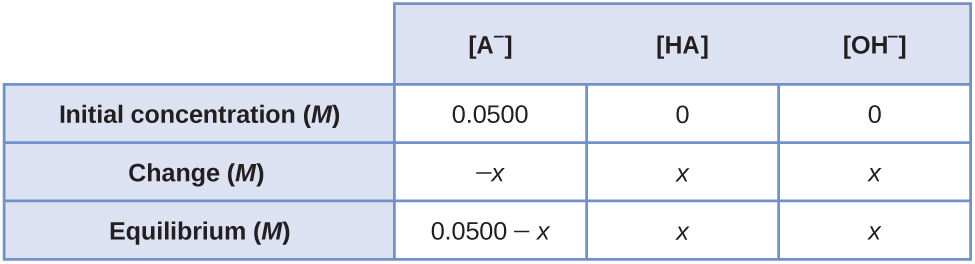 [A⁻] [HA] [OH⁻]
Initial concentration (M) 0.0500 0 0
Change (M) −x x x
Equilibrium (M) 0.0500 − x x x